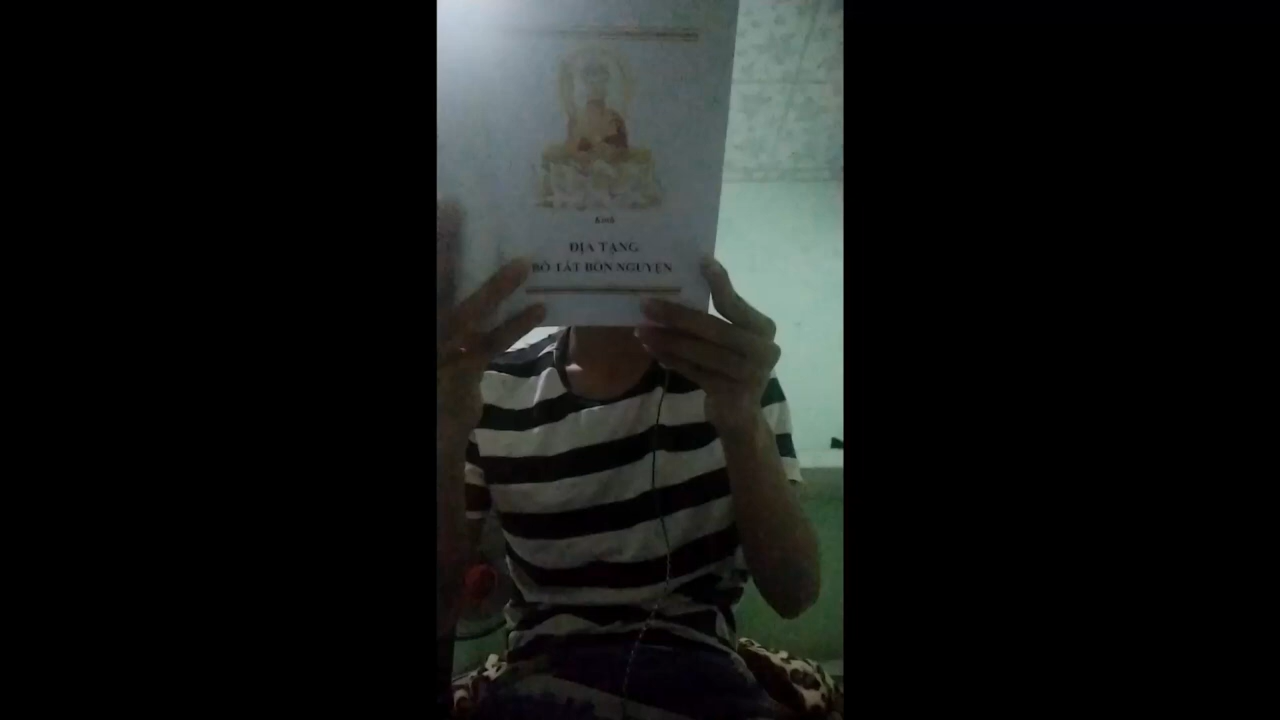 Kinh
ĐỊA TẠNG
BỒ TÁT BỔN NGUYỆN